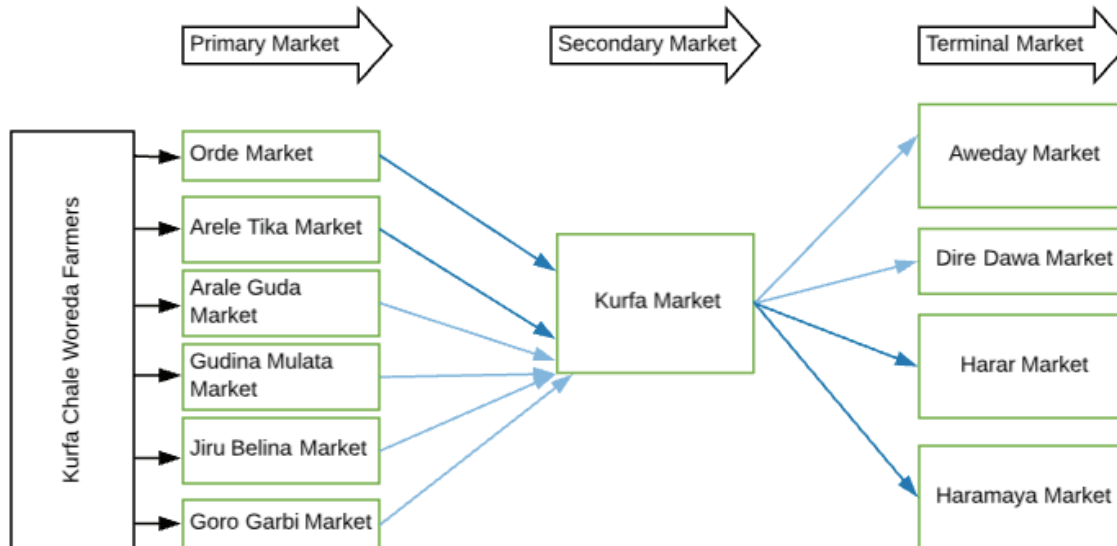 Primary Market
Secondary Market
Terminal Market
Kurfa Chale Woreda Farmers
Orde Market
Arele Tika Market
Arale Guda
Market
Gudina Mulata
Market
Jiru Belina Market
Goro Garbi Market
Kurfa Market
Aweday Market
Dire Dawa Market
Harar Market
Haramaya Market